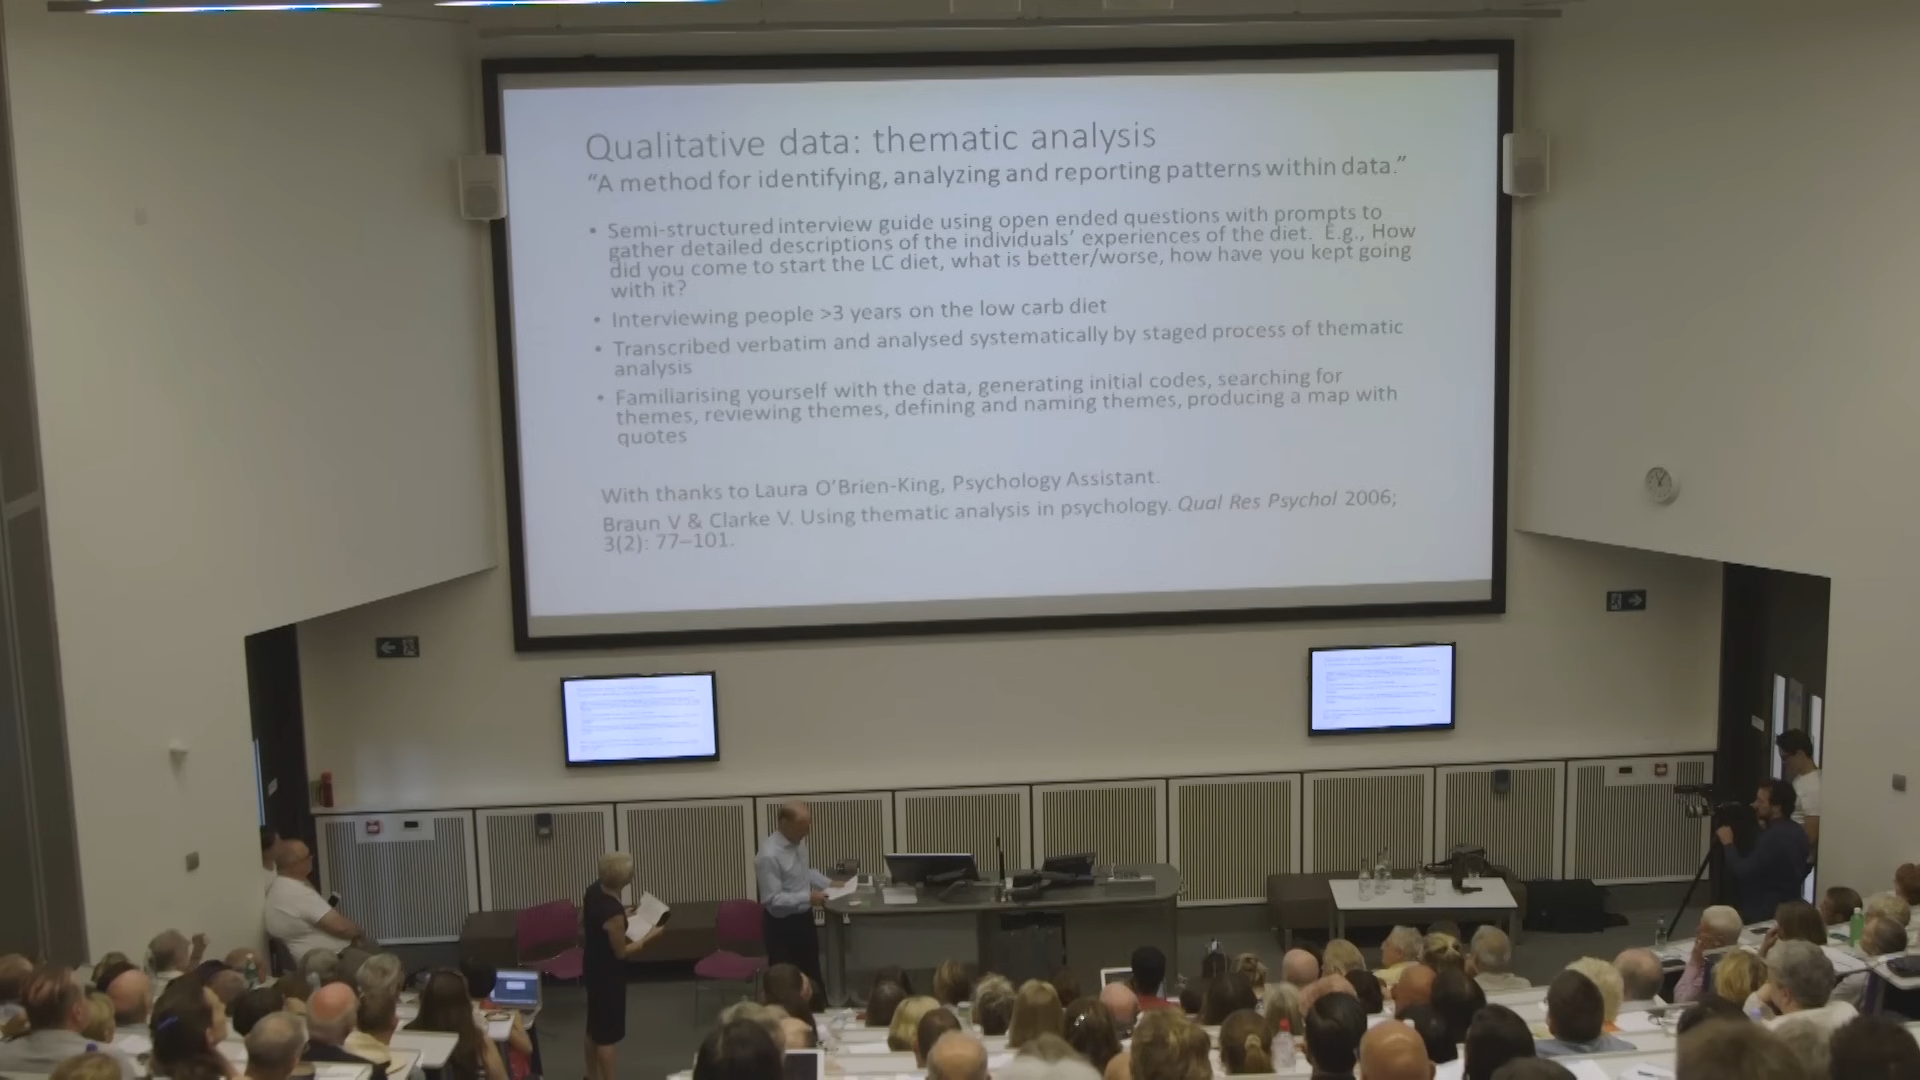 Qualitative data: thematic analysis
“A method for identifying, analyzing and reporting patterns within data.”
• Semi-structured interview guide using open ended questions with prompts to
gather detailed descriptions of the individuals’ experiences of the diet. E.g., How
did you come to start the LC diet, what is better/worse, how have you kept going
with it?
• Interviewing people >3 years on the low carb diet
• Transcribed verbatim and analysed systematically by staged process of thematic
analysis
• Familiarising yourself with the data, generating initial codes, searching for
themes, reviewing themes, defining and naming themes, producing a map with
quotes
With thanks to Laura O’Brien-King, Psychology Assistant.
Braun V & Clarke V. Using thematic analysis in psychology. Qual Res Psychol 2006;
3(2): 77–101.